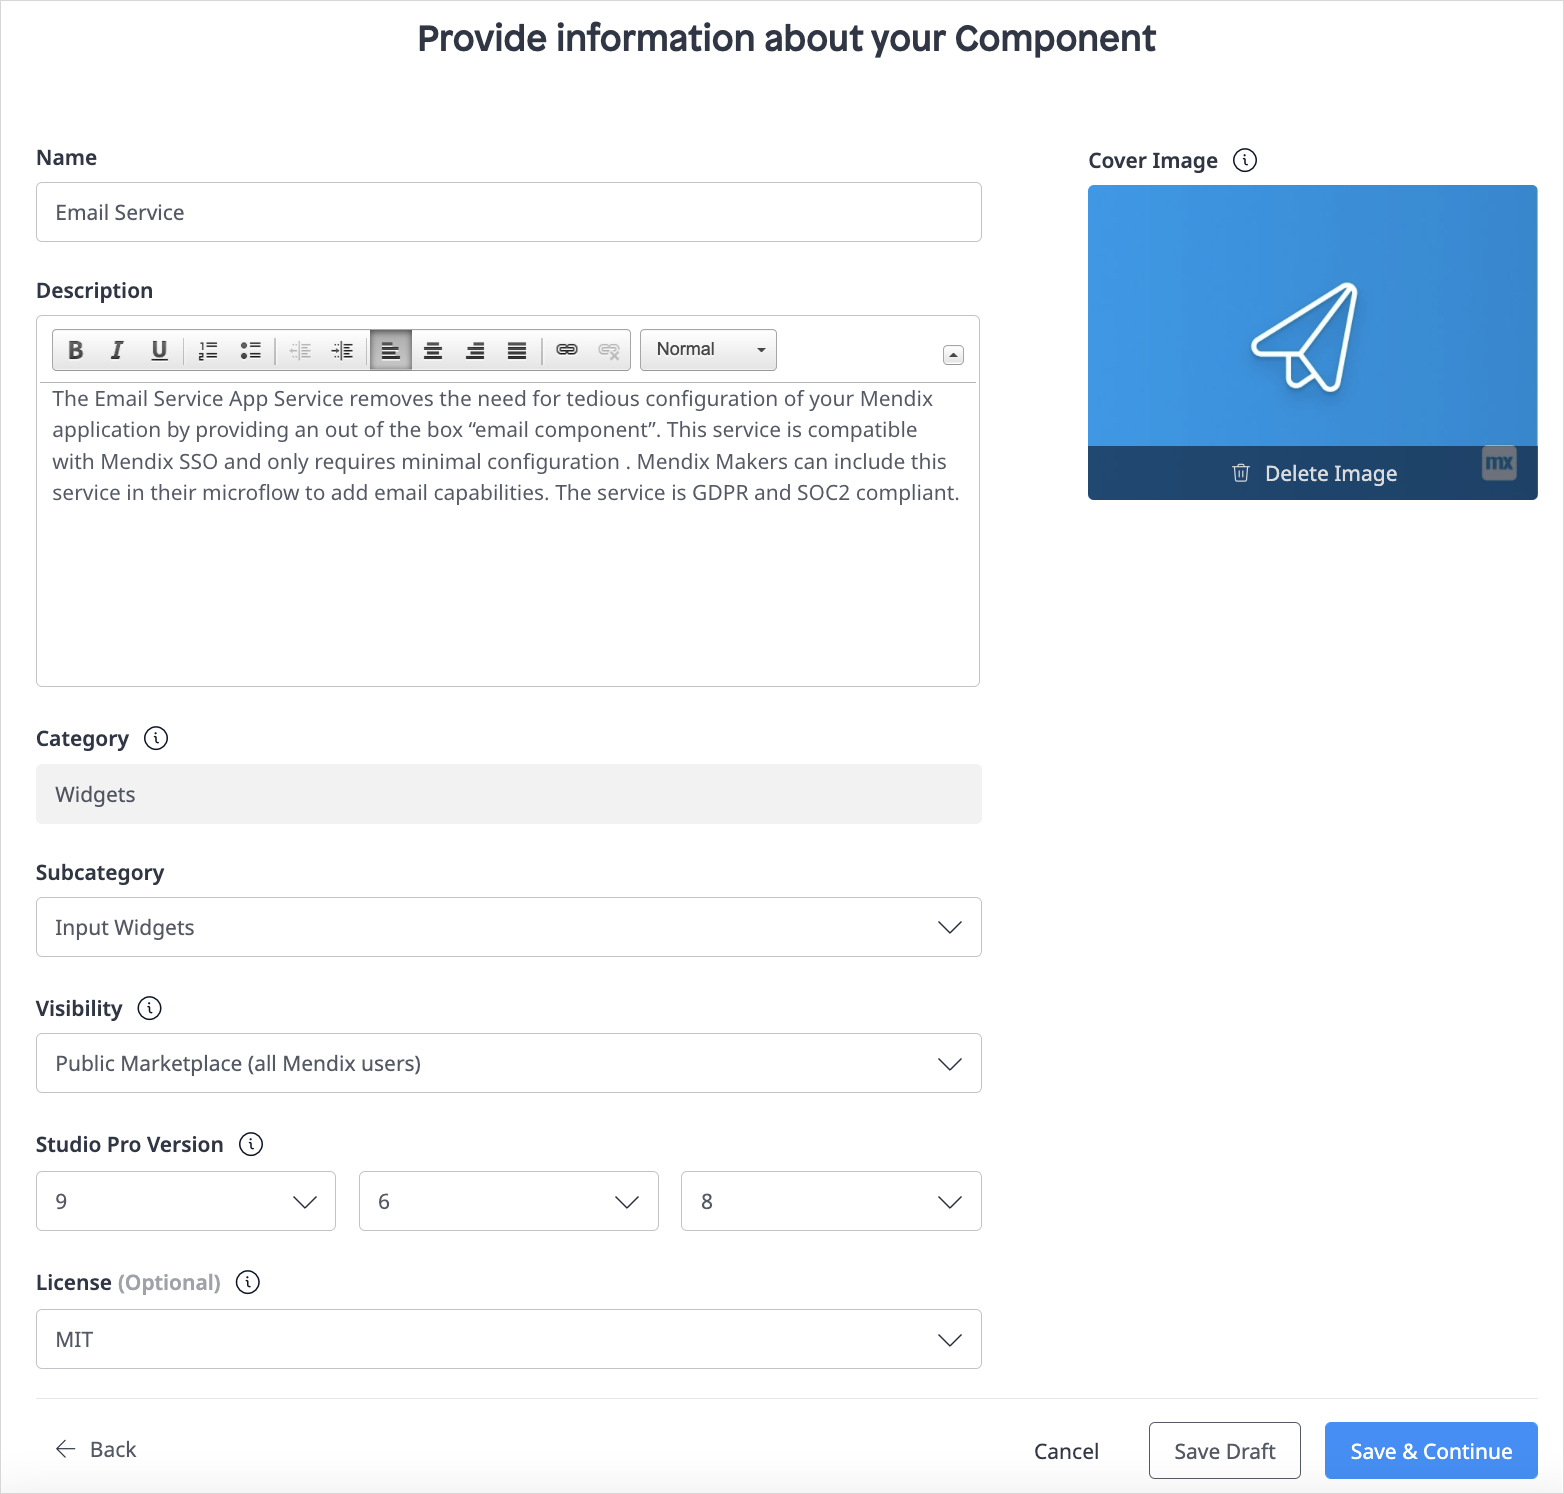 Provide information about your Component
Name
Email Service
Description
Normal
The Email Service App Service removes the need for tedious configuration of your Mendix
application by providing an out of the box “email component”. This service is compatible
with Mendix SSO and only requires minimal configuration . Mendix Makers can include this
service in their microflow to add email capabilities. The service is GDPR and SOC2 compliant.
Category
Widgets
Subcategory
Input Widgets
Visibility
Public Marketplace (all Mendix users)
Studio Pro Version
9 6 8
License (Optional)
MIT
Cover Image
Delete Image
mx
Back
Cancel
Save Draft
Save & Continue